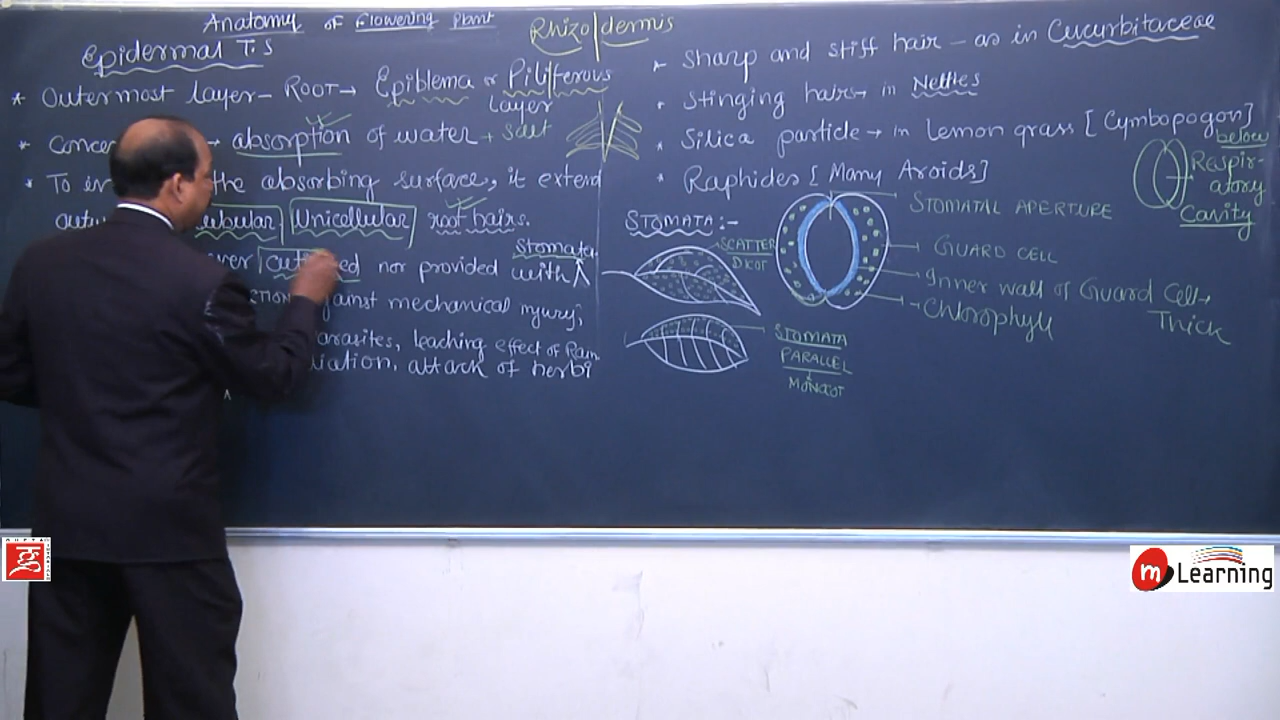 Anatomy of Flowering Plant
Rhizo/dermis
Epidermal T.S
* Outermost layer - ROOT → Epiblema or Piliferous
layer
* → absorption of water + salt
* To the absorbing surface, it extend
Unicellular root hairs.
Stomata
nor provided with
against mechanical injury,
parasites, leaching effect of Rain
attack of herbi
* Sharp and stiff hair - as in Cucurbitaceae
* Stinging hairs → in Nettles
* Silica particle → in Lemon grass [Cymbopogon]
* Raphides [Many Aroids]
below
Respir-
atory
Cavity
STOMATA :-
SCATTER
DICOT
STOMATA
PARALLEL
MONOCOT
STOMATAL APERTURE
GUARD CELL
Inner wall of Guard Cell →
Thick
Chlorophyll
m Learning